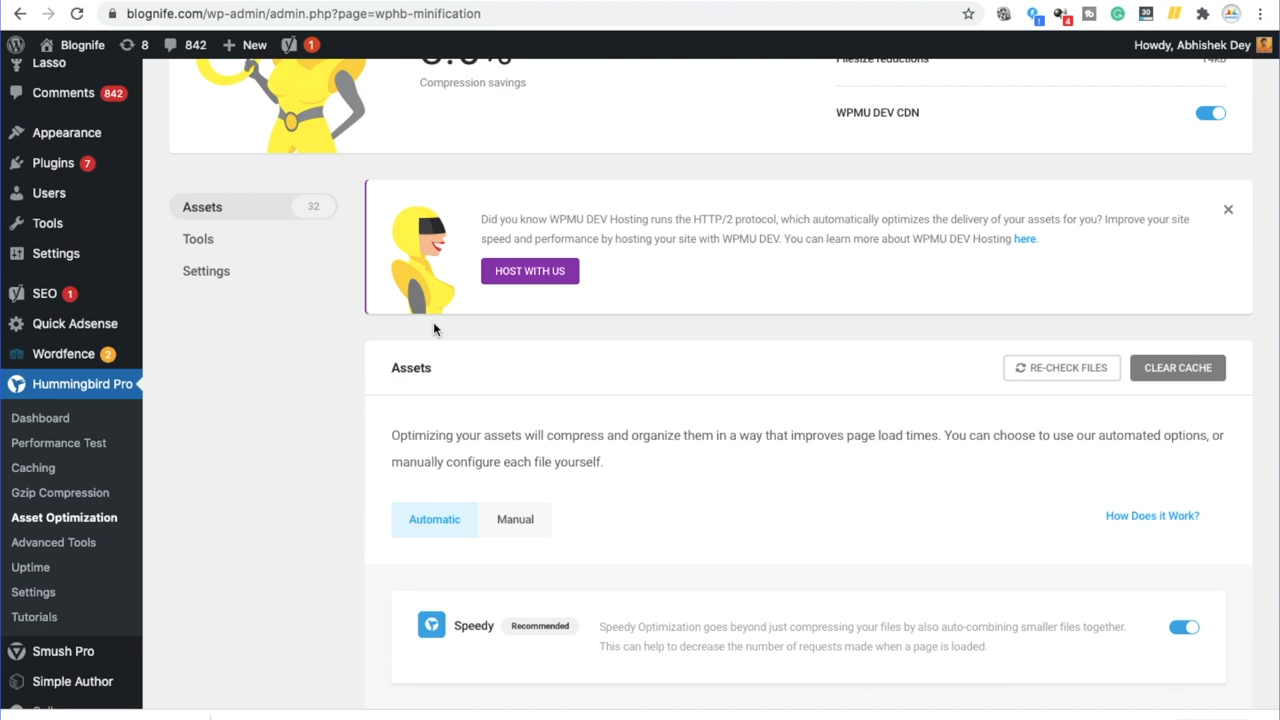 blognife.com/wp-admin/admin.php?page=wphb-minification
1
4
30
Blognife
8
842
New
1
Howdy, Abhishek Dey
Lasso
Comments 842
Appearance
Plugins 7
Users
Tools
Settings
SEO 1
Quick Adsense
Wordfence 2
Hummingbird Pro
Dashboard
Performance Test
Caching
Gzip Compression
Asset Optimization
Advanced Tools
Uptime
Settings
Tutorials
Smush Pro
Simple Author
Compression savings
Filesize reductions
14kb
WPMU DEV CDN
Assets 32
Tools
Settings
Did you know WPMU DEV Hosting runs the HTTP/2 protocol, which automatically optimizes the delivery of your assets for you? Improve your site
speed and performance by hosting your site with WPMU DEV. You can learn more about WPMU DEV Hosting here.
HOST WITH US
Assets
RE-CHECK FILES
CLEAR CACHE
Optimizing your assets will compress and organize them in a way that improves page load times. You can choose to use our automated options, or
manually configure each file yourself.
Automatic
Manual
How Does it Work?
Speedy
Recommended
Speedy Optimization goes beyond just compressing your files by also auto-combining smaller files together.
This can help to decrease the number of requests made when a page is loaded.